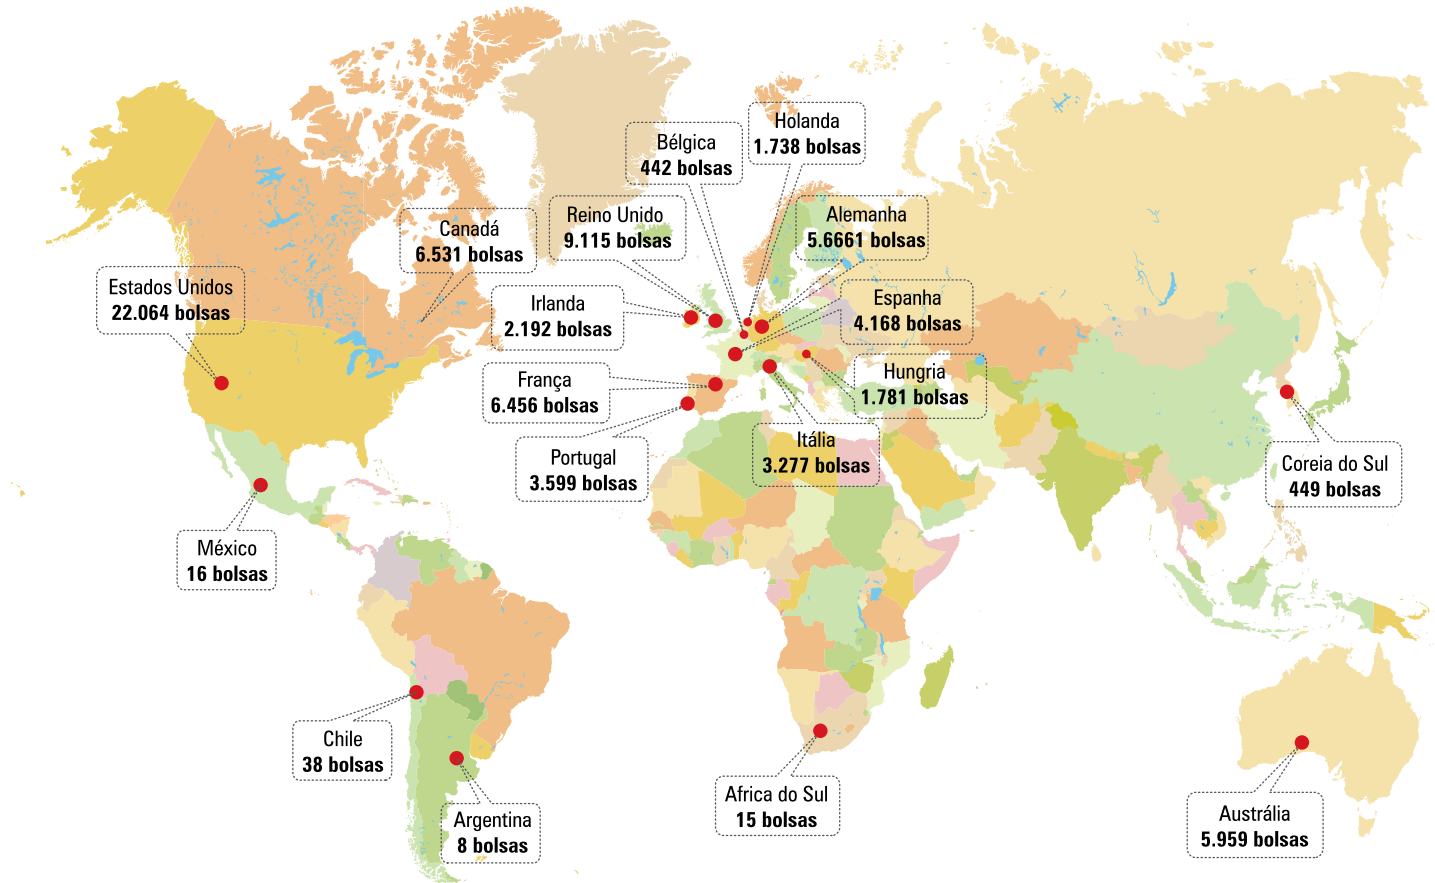 Holanda
1.738 bolsas
Bélgica
442 bolsas
Reino Unido
9.115 bolsas
Alemanha
5.6661 bolsas
Canadá
6.531 bolsas
Estados Unidos
22.064 bolsas
Irlanda
2.192 bolsas
Espanha
4.168 bolsas
França
6.456 bolsas
Hungria
1.781 bolsas
Portugal
3.599 bolsas
Itália
3.277 bolsas
Coreia do Sul
449 bolsas
México
16 bolsas
Chile
38 bolsas
Argentina
8 bolsas
Africa do Sul
15 bolsas
Austrália
5.959 bolsas